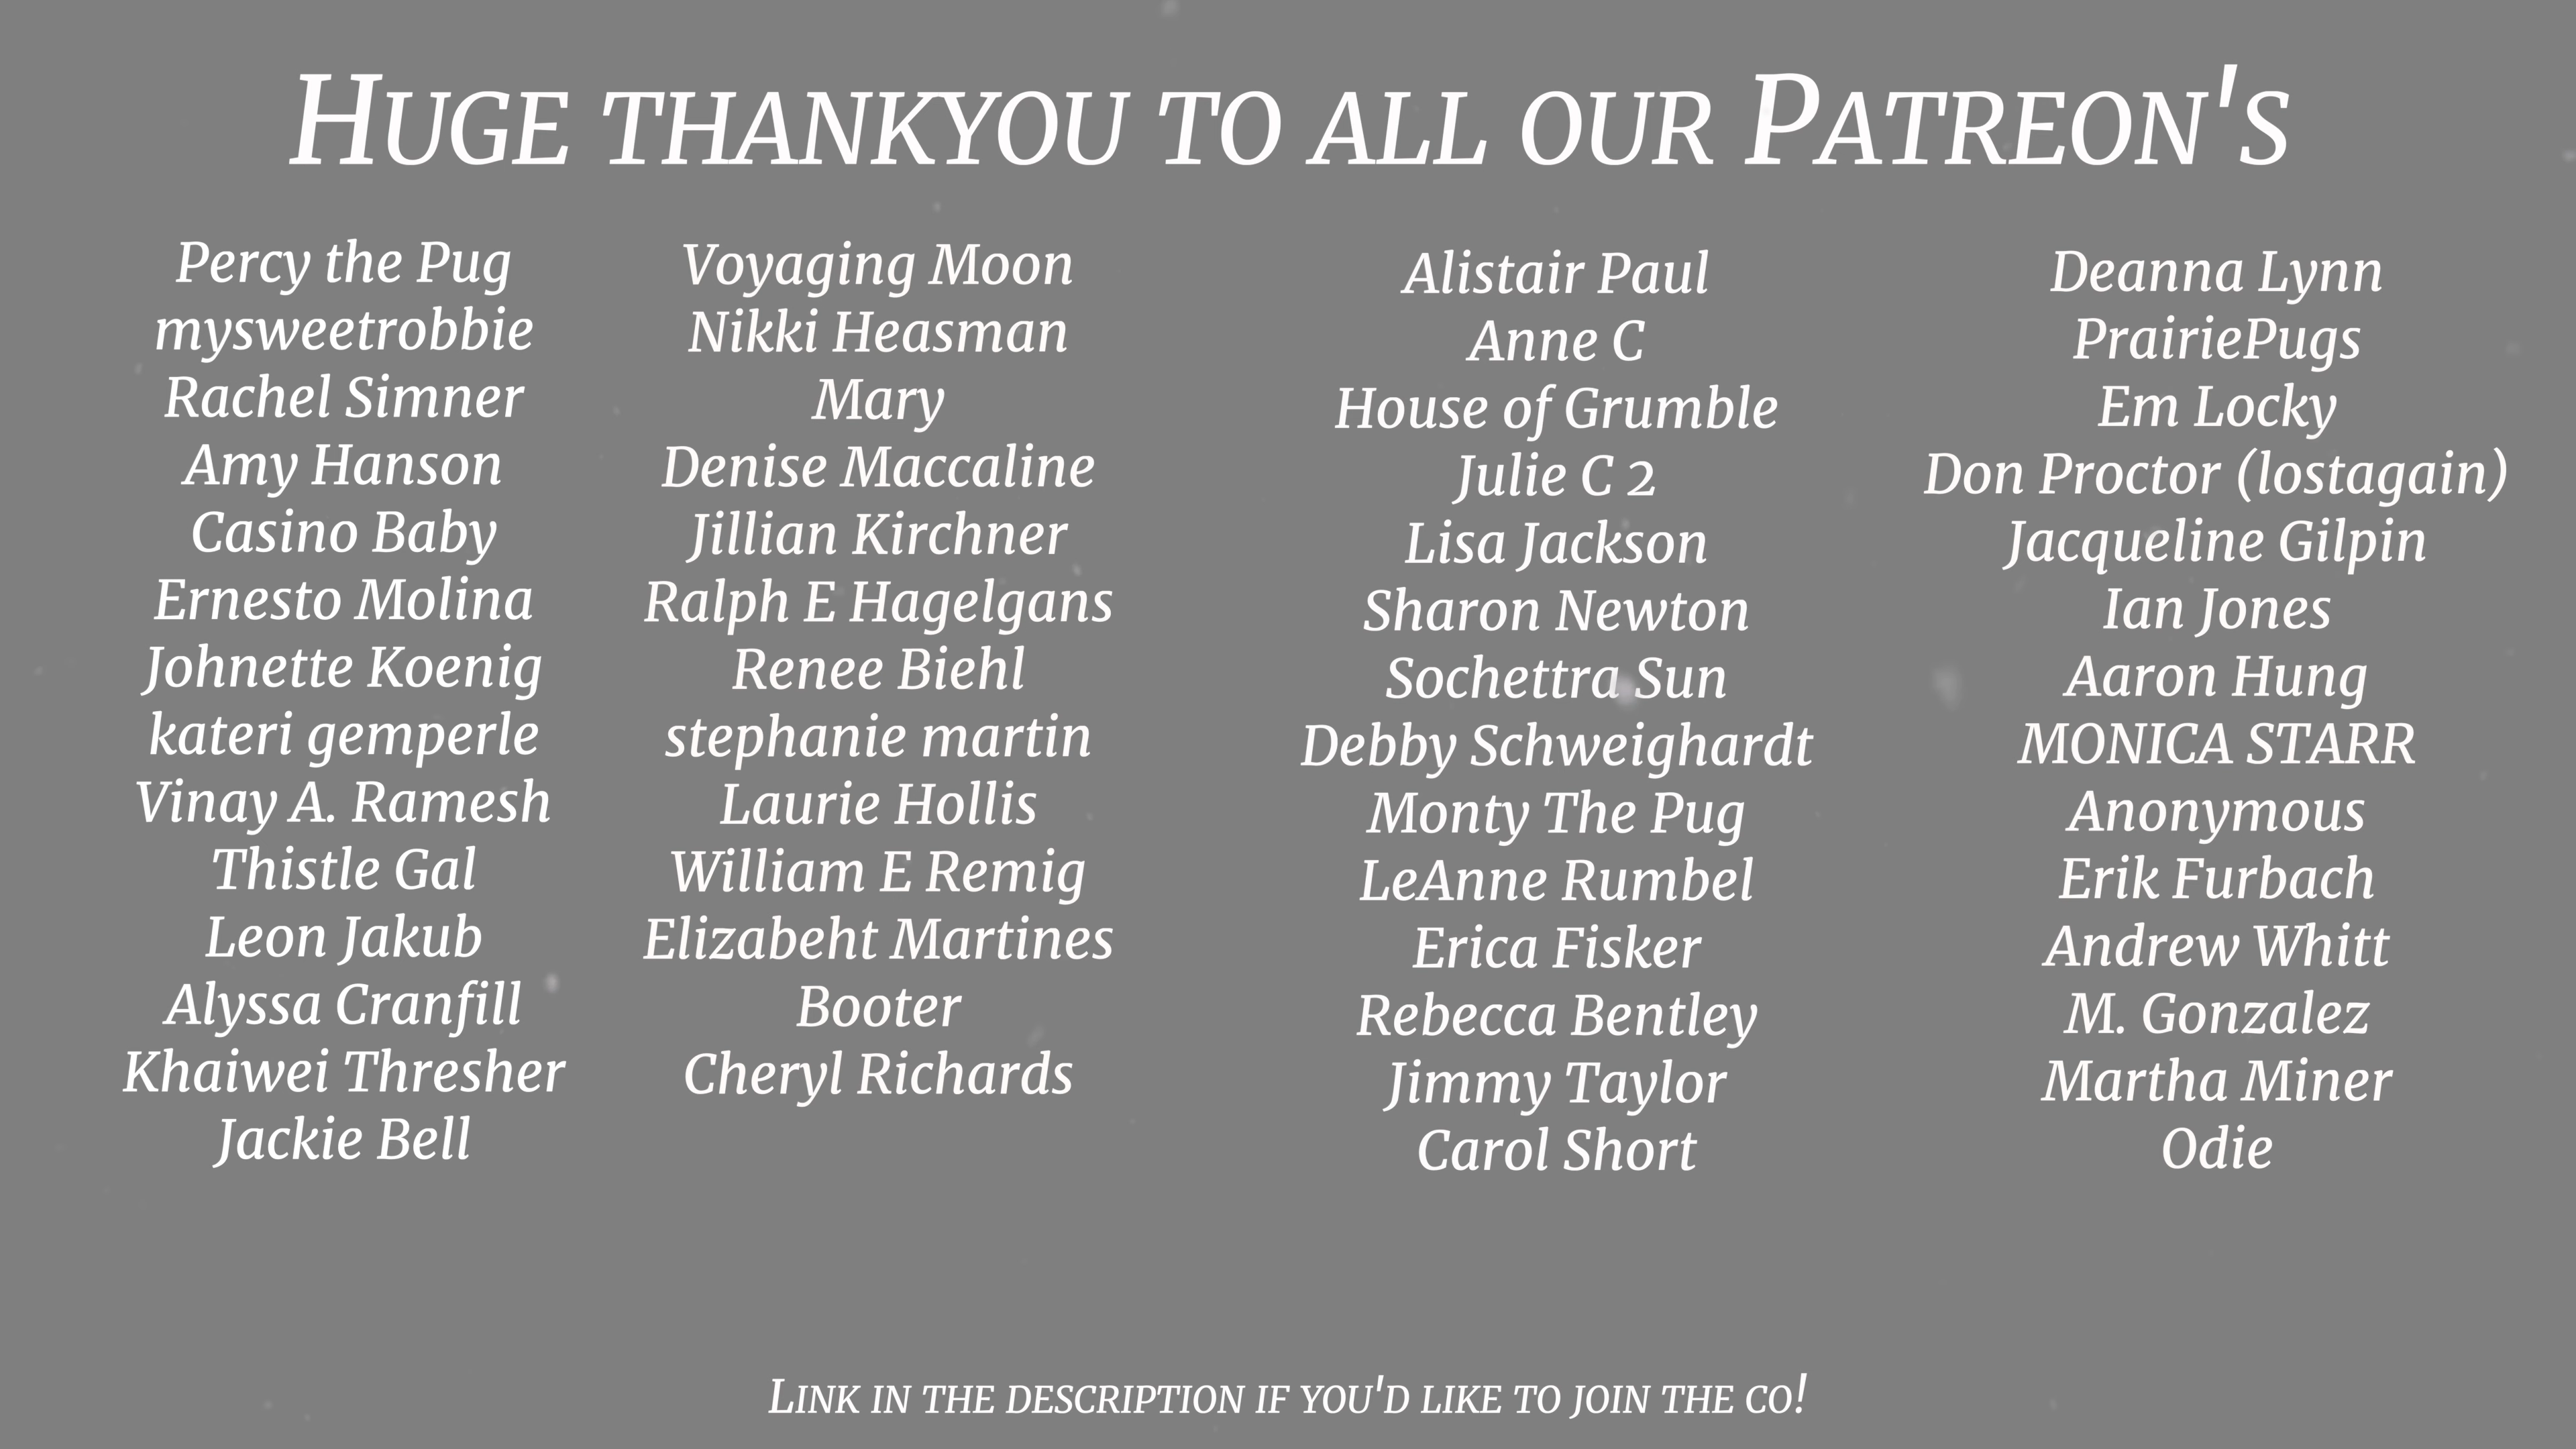 Huge thankyou to all our Patreon's
Percy the Pug
mysweetrobbie
Rachel Simner
Amy Hanson
Casino Baby
Ernesto Molina
Johnette Koenig
kateri gemperle
Vinay A. Ramesh
Thistle Gal
Leon Jakub
Alyssa Cranfill
Khaiwei Thresher
Jackie Bell
Voyaging Moon
Nikki Heasman
Mary
Denise Maccaline
Jillian Kirchner
Ralph E Hagelgans
Renee Biehl
stephanie martin
Laurie Hollis
William E Remig
Elizabeht Martines
Booter
Cheryl Richards
Alistair Paul
Anne C
House of Grumble
Julie C 2
Lisa Jackson
Sharon Newton
Sochettra Sun
Debby Schweighardt
Monty The Pug
LeAnne Rumbel
Erica Fisker
Rebecca Bentley
Jimmy Taylor
Carol Short
Deanna Lynn
PrairiePugs
Em Locky
Don Proctor (lostagain)
Jacqueline Gilpin
Ian Jones
Aaron Hung
MONICA STARR
Anonymous
Erik Furbach
Andrew Whitt
M. Gonzalez
Martha Miner
Odie
Link in the description if you'd like to join the co!